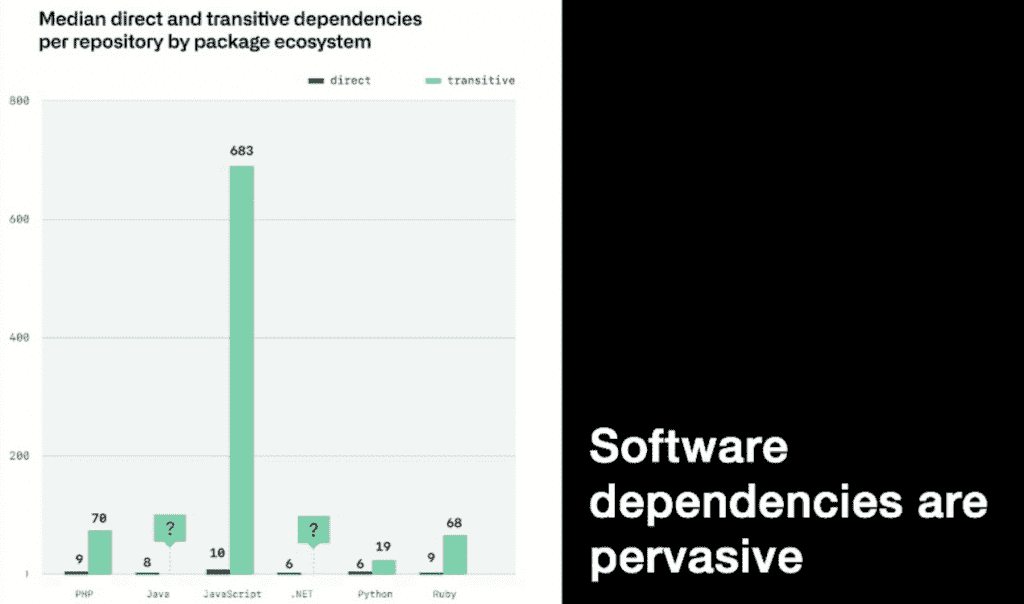 Median direct and transitive dependencies
per repository by package ecosystem
direct transitive
800
683
600
400
200
70
?
?
68
9
8
10
6
6
19
9
PHP Java JavaScript .NET Python Ruby
Software
dependencies are
pervasive